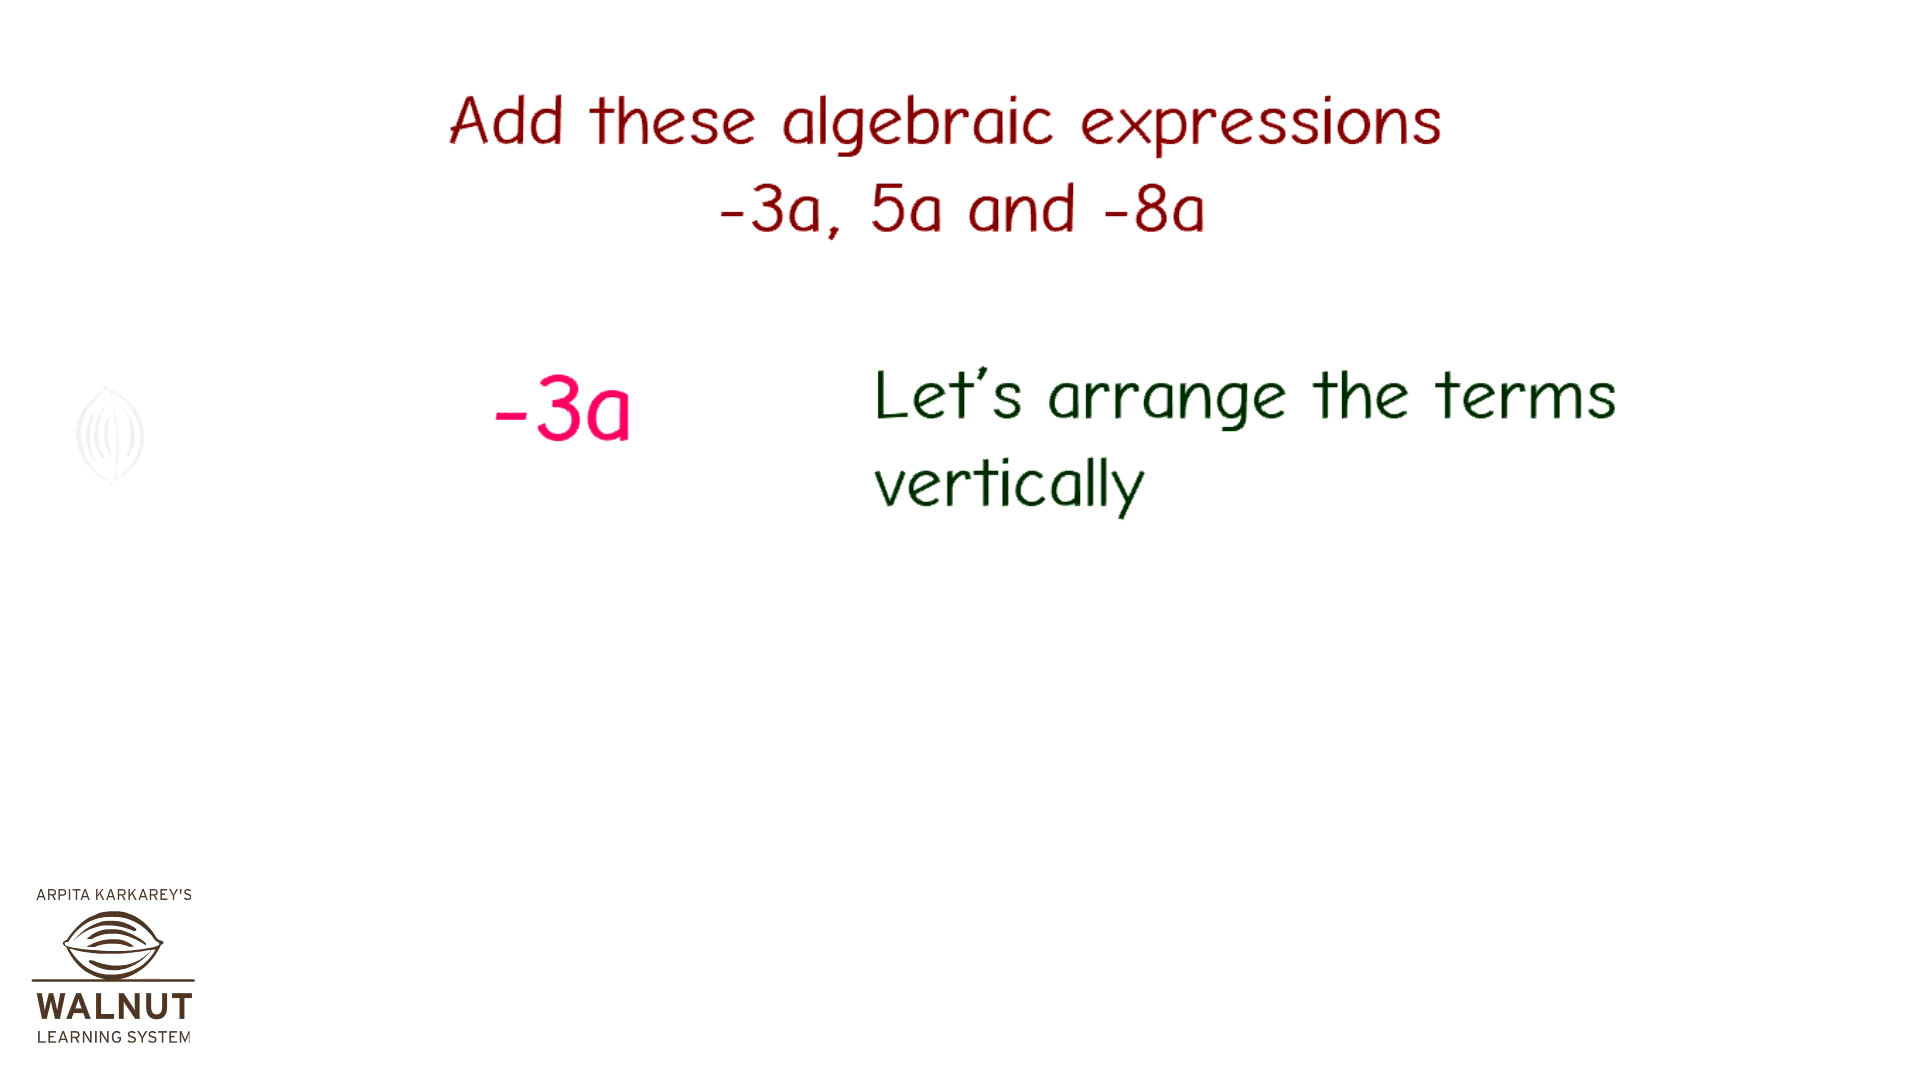 Add these algebraic expressions
-3a, 5a and -8a
-3a
Let's arrange the terms
vertically
ARPITA KARKAREY'S
WALNUT
LEARNING SYSTEM